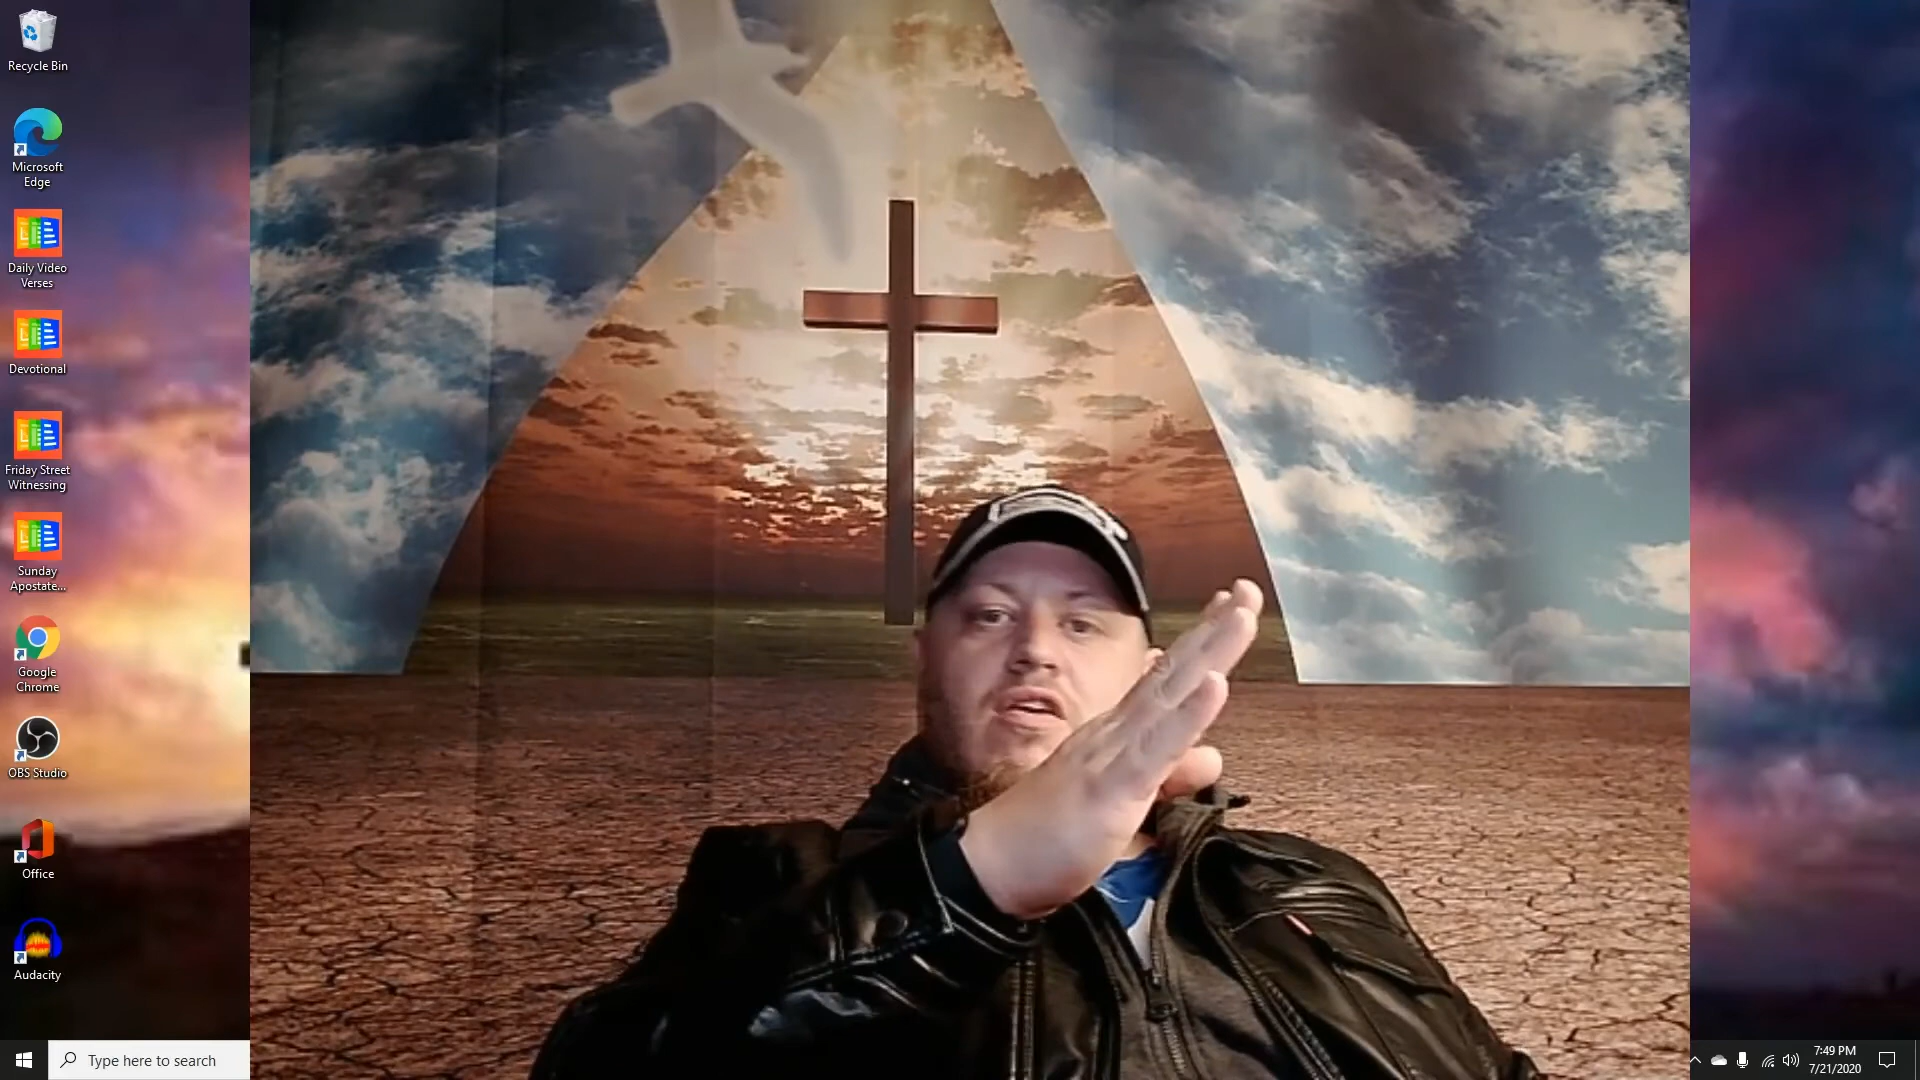 Recycle Bin
Microsoft
Edge
Daily Video
Verses
Devotional
Friday Street
Witnessing
Sunday
Apostate...
Google
Chrome
OBS Studio
Office
Audacity
Type here to search
7:49 PM
7/21/2020